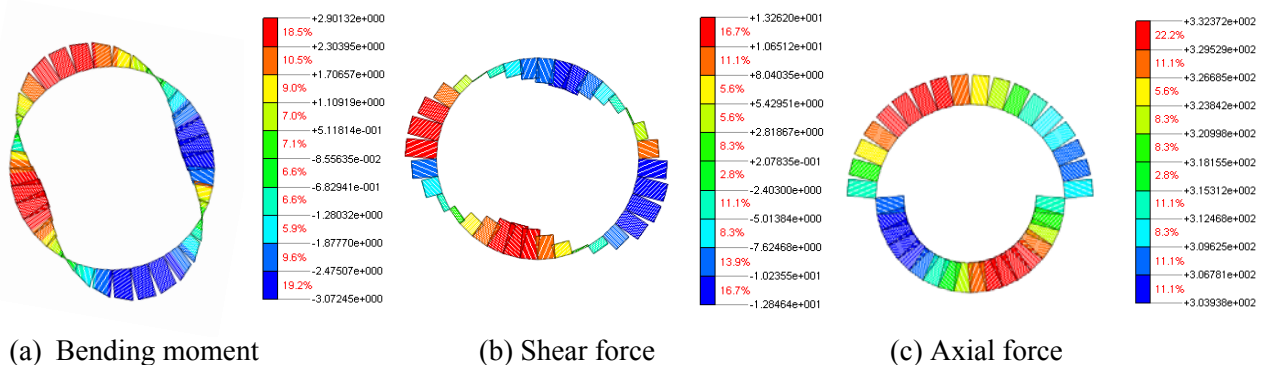 +2.90132e+000
18.5%
+2.30395e+000
10.5%
+1.70657e+000
9.0%
+1.10919e+000
7.0%
+5.11814e-001
7.1%
-8.55635e-002
6.6%
-6.82941e-001
6.6%
-1.28032e+000
5.9%
-1.87770e+000
9.6%
-2.47507e+000
19.2%
-3.07245e+000
+1.32620e+001
16.7%
+1.06512e+001
11.1%
+8.04035e+000
5.6%
+5.42951e+000
5.6%
+2.81867e+000
8.3%
+2.07835e-001
2.8%
-2.40300e+000
11.1%
-5.01384e+000
8.3%
-7.62468e+000
13.9%
-1.02355e+001
16.7%
-1.28464e+001
+3.32372e+002
22.2%
+3.29529e+002
11.1%
+3.26685e+002
5.6%
+3.23842e+002
8.3%
+3.20998e+002
8.3%
+3.18155e+002
2.8%
+3.15312e+002
11.1%
+3.12468e+002
8.3%
+3.09625e+002
11.1%
+3.06781e+002
11.1%
+3.03938e+002
(a) Bending moment
(b) Shear force
(c) Axial force